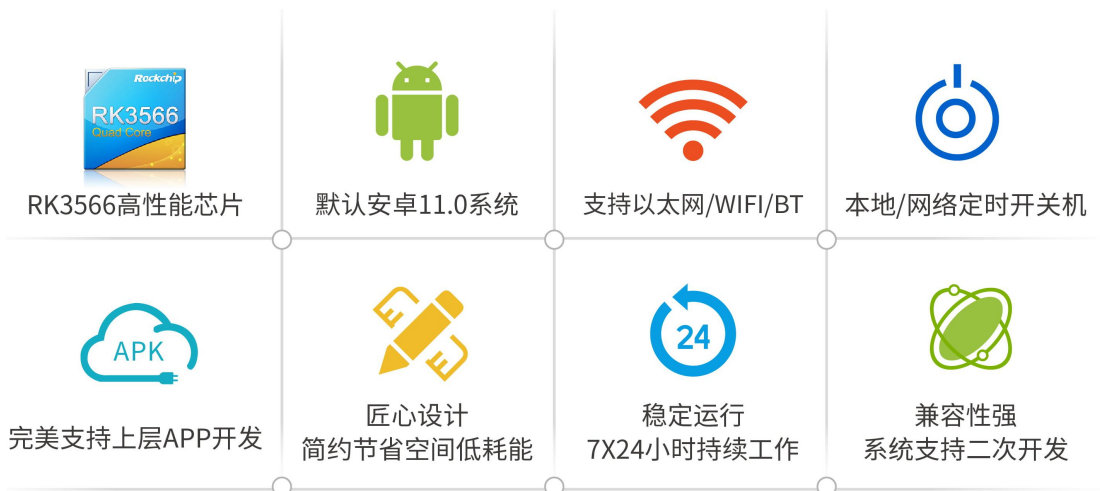 Rockchip
RK3566
Quad Core
RK3566高性能芯片
默认安卓11.0系统
支持以太网/WIFI/BT
本地/网络定时开关机
APK
完美支持上层APP开发
匠心设计
简约节省空间低耗能
24
稳定运行
7X24小时持续工作
兼容性强
系统支持二次开发